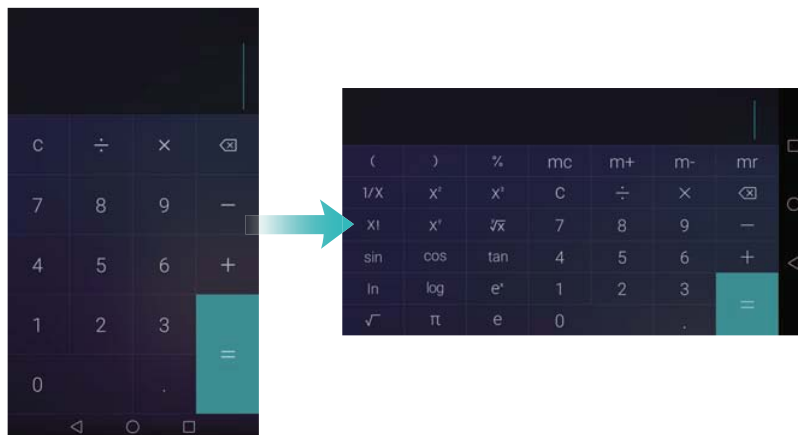 C ÷ ×
7 8 9 −
4 5 6 +
1 2 3
=
0 .
( ) % mc m+ m- mr
1/X X² X³ C ÷ ×
X! Xʸ ʸ√x 7 8 9 −
sin cos tan 4 5 6 +
ln log eˣ 1 2 3
=
√ π e 0 .